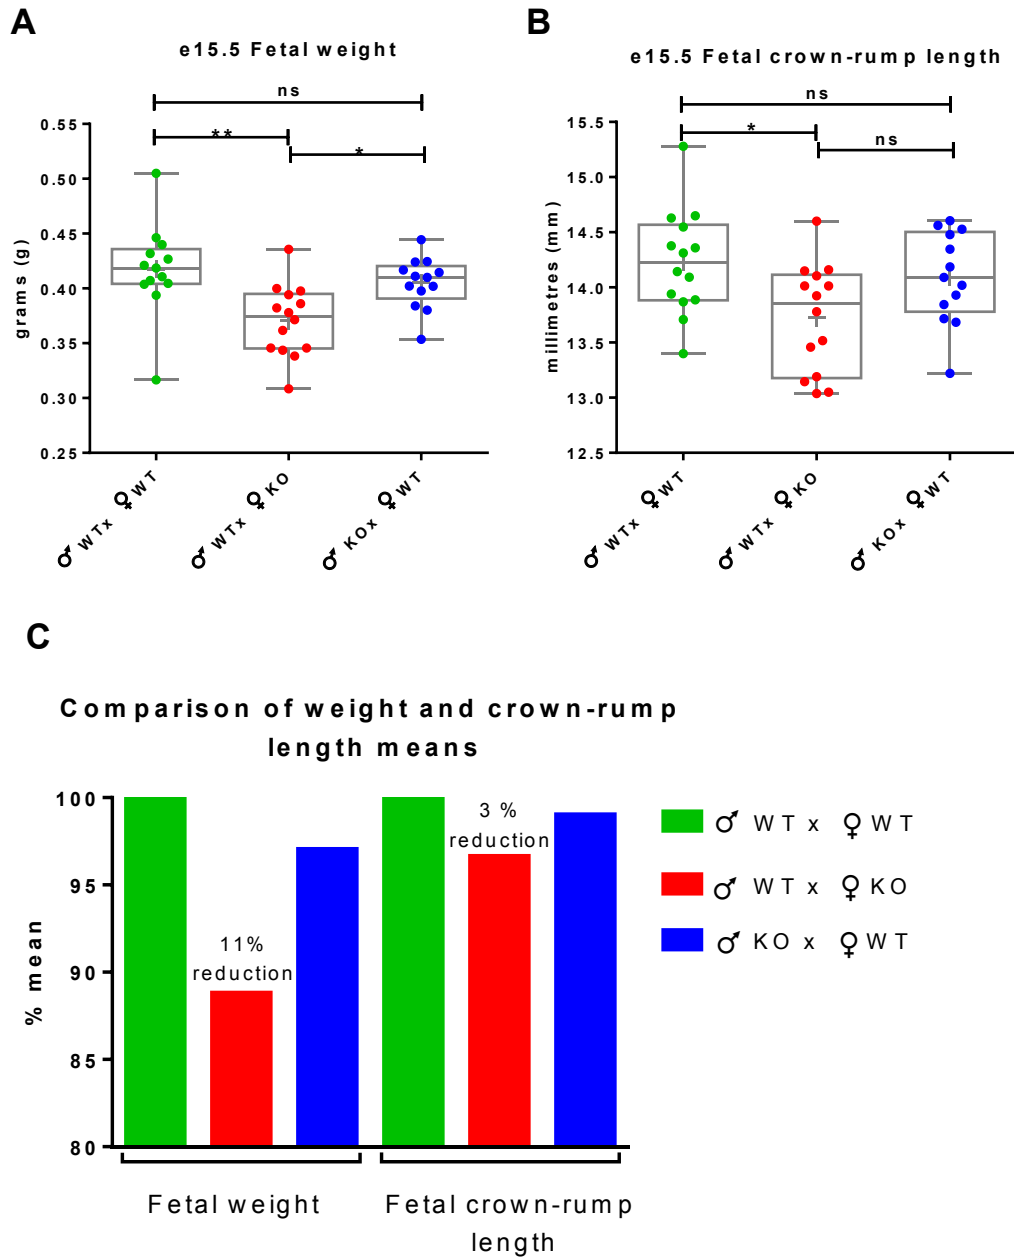 A
e15.5 Fetal weight
ns
**
*
0.55
0.50
0.45
0.40
0.35
0.30
0.25
grams (g)
♂ WTx ♀ WT
♂ WTx ♀ KO
♂ KOx ♀ WT
B
e15.5 Fetal crown-rump length
ns
*
ns
15.5
15.0
14.5
14.0
13.5
13.0
12.5
millimetres (mm)
♂ WTx ♀ WT
♂ WTx ♀ KO
♂ KOx ♀ WT
C
Comparison of weight and crown-rump
length means
100
95
90
85
80
% mean
11%
reduction
3 %
reduction
Fetal weight
Fetal crown-rump
length
♂ WT x ♀ WT
♂ WT x ♀ KO
♂ KO x ♀ WT